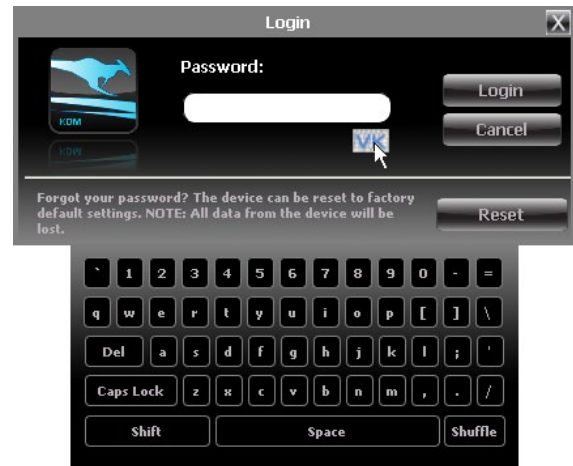 Login X
Password:
KDM
Login
VK
Cancel
Forgot your password? The device can be reset to factory
default settings. NOTE: All data from the device will be
lost.
Reset
` 1 2 3 4 5 6 7 8 9 0 - =
q w e r t y u i o p [ ] \
Del a s d f g h j k l ; '
Caps Lock z x c v b n m , . /
Shift Space Shuffle